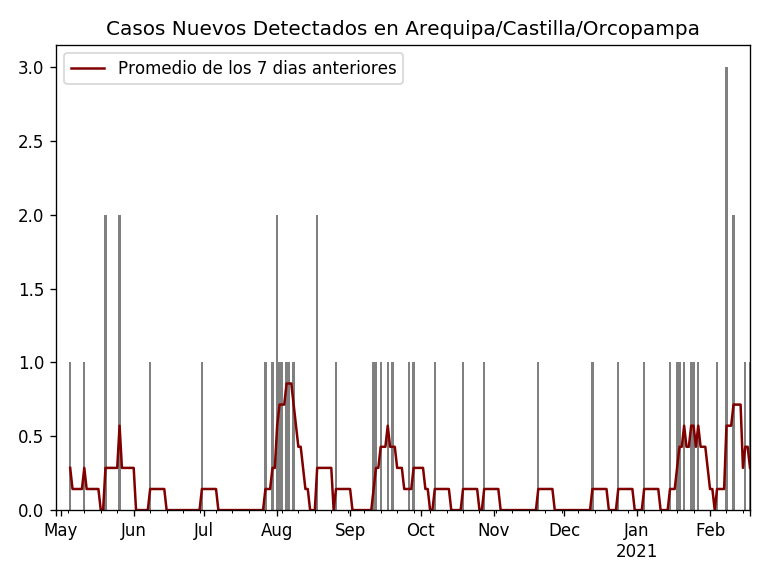 Casos Nuevos Detectados en Arequipa/Castilla/Orcopampa
Promedio de los 7 dias anteriores
3.0
2.5
2.0
1.5
1.0
0.5
0.0
May Jun Jul Aug Sep Oct Nov Dec Jan Feb
2021